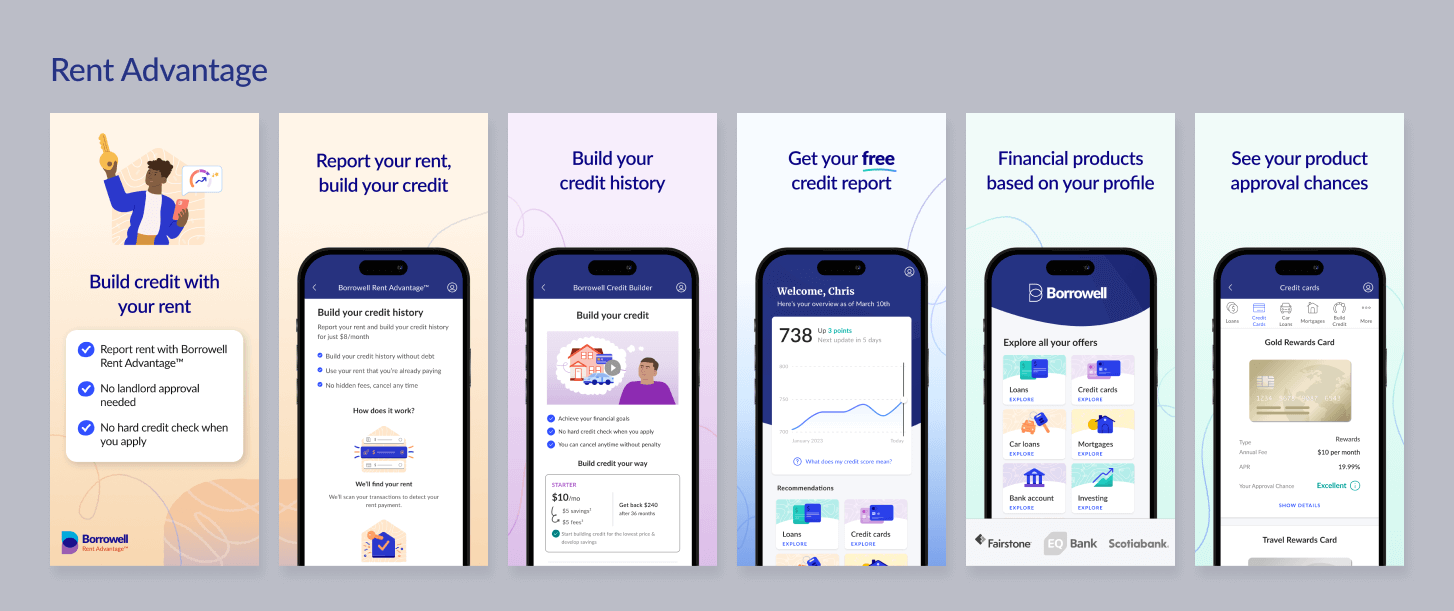 Rent Advantage
Build credit with
your rent
Report rent with Borrowell
Rent Advantage™
No landlord approval
needed
No hard credit check when
you apply
Borrowell
Rent Advantage™
Report your rent,
build your credit
Borrowell Rent Advantage™
Build credit history
Report your rent and build your credit history
for just $8/month
Build your credit history without debt
Use your rent that you're already paying
No hidden fees, cancel any time
How does it work?
We'll find your rent
We'll scan your transactions to detect your
rent payment.
Build your
credit history
Borrowell Credit Builder
Build your credit
Achieve your financial goals
No hard credit check when you apply
You can cancel anytime without penalty
Build credit your way
STARTER
$10/mo
$5 savings¹
$5 fees²
Get back $240
after 36 months
Start building credit for the lowest price &
develop savings
Get your free
credit report
Welcome, Chris
Here's your overview as of March 10th
738
Up 3 points
Next update in 5 days
800
750
700
January 2023
Today
What does my credit score mean?
Recommendations
Loans
EXPLORE
Credit cards
EXPLORE
Financial products
based on your profile
Borrowell
Explore all your offers
Loans
EXPLORE
Credit cards
EXPLORE
Car loans
EXPLORE
Mortgages
EXPLORE
Bank account
EXPLORE
Investing
EXPLORE
Fairstone
EQ Bank
Scotiabank.
See your product
approval chances
Credit cards
Loans
Credit
Cards
Car
Loans
Mortgages
Build
Credit
More
Gold Rewards Card
Type
Rewards
Annual Fee
$10 per month
APR
19.99%
Your Approval Chance
Excellent
SHOW DETAILS
Travel Rewards Card